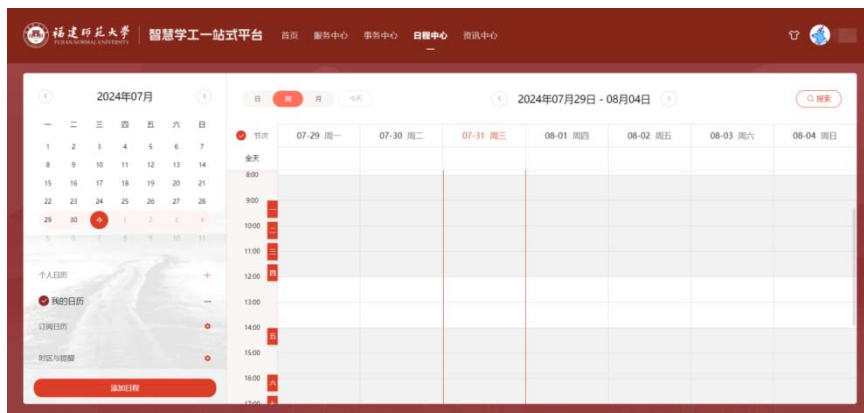 福建师范大学 智慧学工一站式平台 首页 服务中心 事务中心 日程中心 资讯中心
FUJIAN NORMAL UNIVERSITY
2024年07月
一 二 三 四 五 六 日
1 2 3 4 5 6 7
8 9 10 11 12 13 14
15 16 17 18 19 20 21
22 23 24 25 26 27 28
29 30 今 1 2 3 4
5 6 7 8 9 10 11
个人日历 +
我的日历 ...
订阅日历
时区与提醒
添加日程
日 周 月 今天 2024年07月29日 - 08月04日 搜索
节次 07-29 周一 07-30 周二 07-31 周三 08-01 周四 08-02 周五 08-03 周六 08-04 周日
全天
8:00
9:00
一
10:00 二
11:00 三
12:00 四
13:00
14:00
五
15:00
16:00 六
17:00